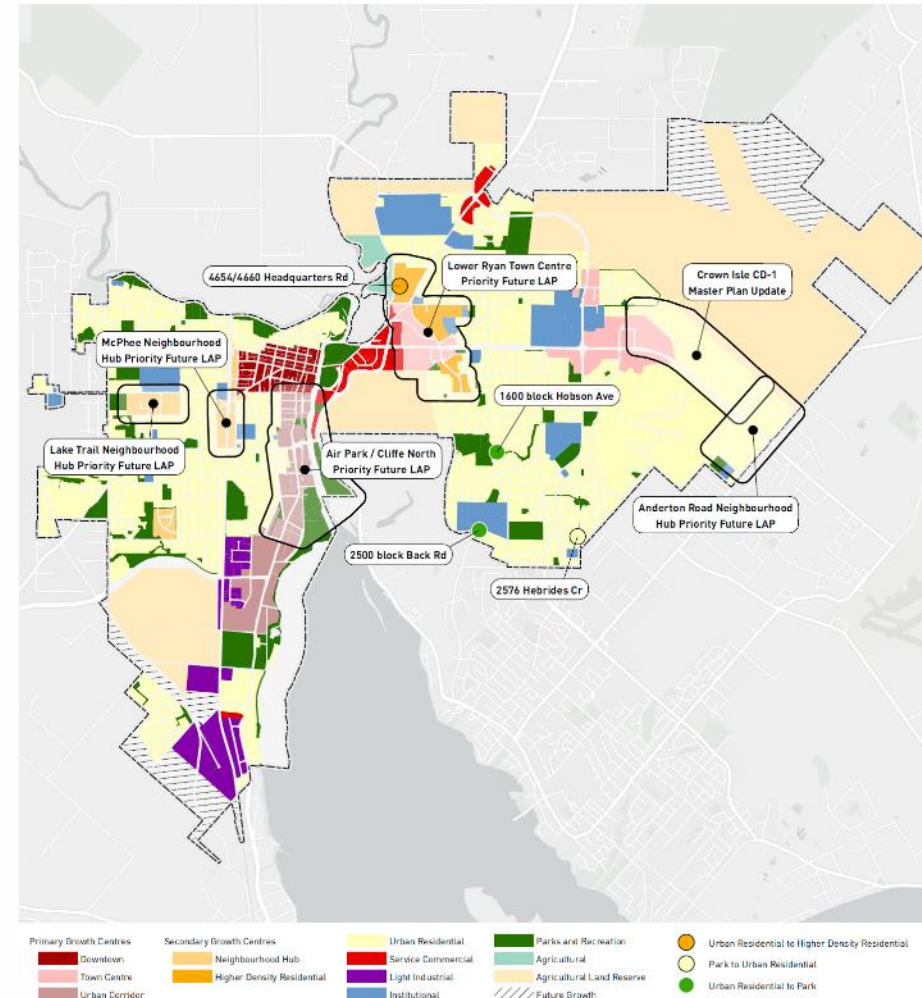 4654/4660 Headquarters Rd
Lower Ryan Town Centre
Priority Future LAP
Crown Isle CD-1
Master Plan Update
McPhee Neighbourhood
Hub Priority Future LAP
1600 block Hobson Ave
Lake Trail Neighbourhood
Hub Priority Future LAP
Air Park / Cliffe North
Priority Future LAP
Anderton Road Neighbourhood
Hub Priority Future LAP
2500 block Back Rd
2576 Hebrides Cr
Primary Growth Centres
Downtown
Town Centre
Urban Corridor
Secondary Growth Centres
Neighbourhood Hub
Higher Density Residential
Urban Residential
Service Commercial
Light Industrial
Institutional
Parks and Recreation
Agricultural
Agricultural Land Reserve
Future Growth
Urban Residential to Higher Density Residential
Park to Urban Residential
Urban Residential to Park